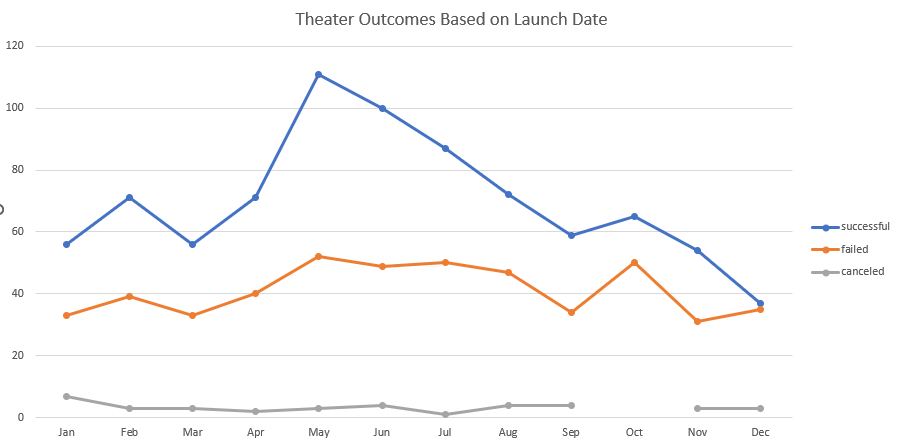 Theater Outcomes Based on Launch Date
120
100
80
60
40
20
0
Jan Feb Mar Apr May Jun Jul Aug Sep Oct Nov Dec
successful
failed
canceled